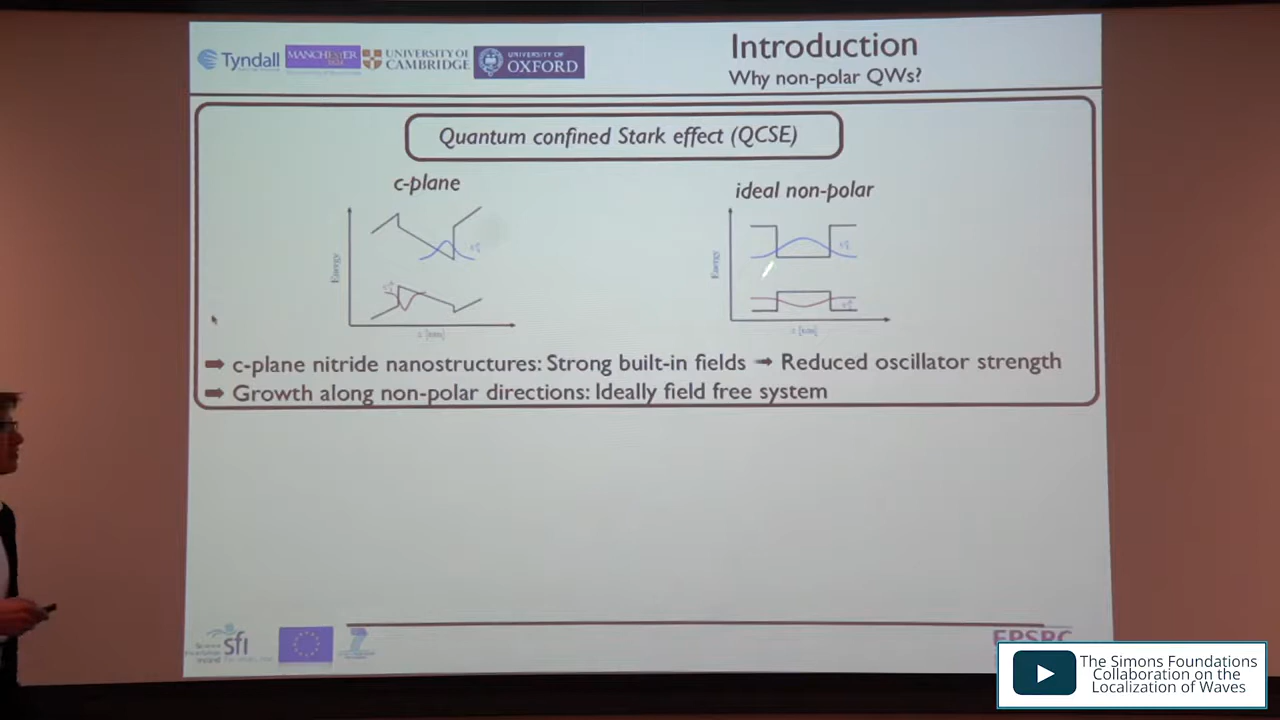 Tyndall
MANCHESTER
UNIVERSITY OF
CAMBRIDGE
UNIVERSITY OF
OXFORD
Introduction
Why non-polar QWs?
Quantum confined Stark effect (QCSE)
c-plane
ideal non-polar
Energy
Energy
➡ c-plane nitride nanostructures: Strong built-in fields ➡ Reduced oscillator strength
➡ Growth along non-polar directions: Ideally field free system
sfi
EPSRC
The Simons Foundations
Collaboration on the
Localization of Waves